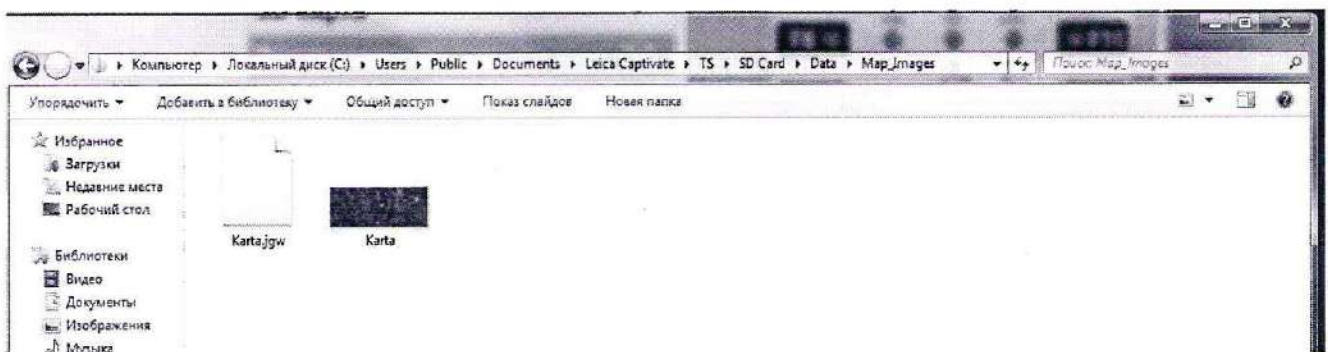 Компьютер ▸ Локальный диск (C:) ▸ Users ▸ Public ▸ Documents ▸ Leica Captivate ▸ TS ▸ SD Card ▸ Data ▸ Map_Images
Поиск: Map_Images
Упорядочить Добавить в библиотеку Общий доступ Показ слайдов Новая папка
Избранное
Загрузки
Недавние места
Рабочий стол
Karta.jgw Karta
Библиотеки
Видео
Документы
Изображения
Музыка